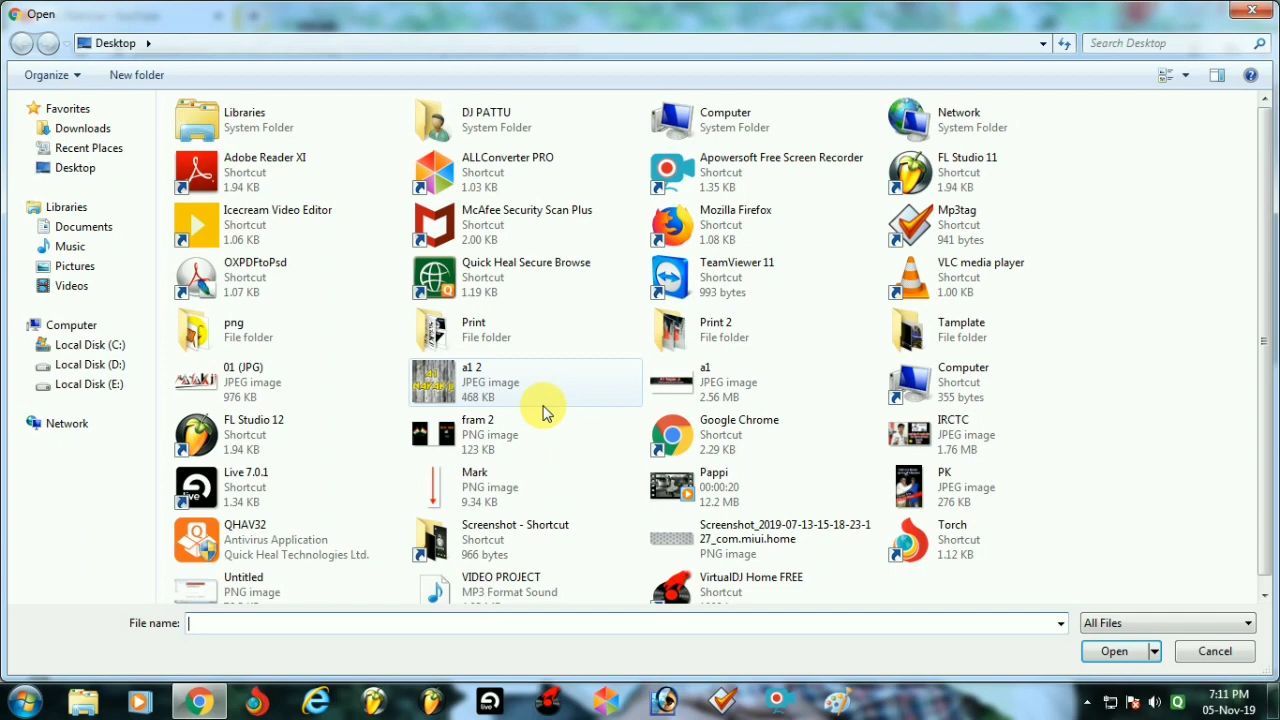 Open
Desktop
Search Desktop
Organize
New folder
Favorites
Downloads
Recent Places
Desktop
Libraries
Documents
Music
Pictures
Videos
Computer
Local Disk (C:)
Local Disk (D:)
Local Disk (E:)
Network
Libraries
System Folder
DJ PATTU
System Folder
Computer
System Folder
Network
System Folder
Adobe Reader XI
Shortcut
1.94 KB
ALLConverter PRO
Shortcut
1.03 KB
Apowersoft Free Screen Recorder
Shortcut
1.35 KB
FL Studio 11
Shortcut
1.94 KB
Icecream Video Editor
Shortcut
1.06 KB
McAfee Security Scan Plus
Shortcut
2.00 KB
Mozilla Firefox
Shortcut
1.08 KB
Mp3tag
Shortcut
941 bytes
OXPDFtoPsd
Shortcut
1.07 KB
Quick Heal Secure Browse
Shortcut
1.19 KB
TeamViewer 11
Shortcut
993 bytes
VLC media player
Shortcut
1.00 KB
png
File folder
Print
File folder
Print 2
File folder
Tamplate
File folder
01 (JPG)
JPEG image
976 KB
a1 2
JPEG image
468 KB
a1
JPEG image
2.56 MB
Computer
Shortcut
355 bytes
FL Studio 12
Shortcut
1.94 KB
fram 2
PNG image
123 KB
Google Chrome
Shortcut
2.29 KB
IRCTC
JPEG image
1.76 MB
Live 7.0.1
Shortcut
1.34 KB
Mark
PNG image
9.34 KB
Pappi
00:00:20
12.2 MB
PK
JPEG image
276 KB
QHAV32
Antivirus Application
Quick Heal Technologies Ltd.
Screenshot - Shortcut
Shortcut
966 bytes
Screenshot_2019-07-13-15-18-23-1
27_com.miui.home
PNG image
Torch
Shortcut
1.12 KB
Untitled
PNG image
VIDEO PROJECT
MP3 Format Sound
VirtualDJ Home FREE
Shortcut
File name:
All Files
Open
Cancel
7:11 PM
05-Nov-19